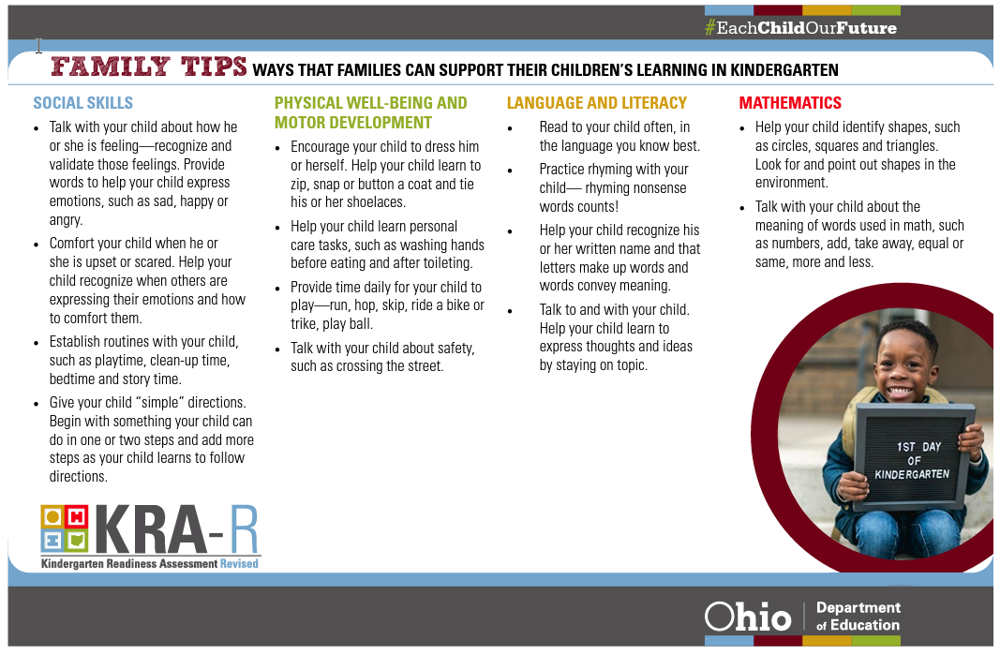 #EachChildOurFuture
FAMILY TIPS WAYS THAT FAMILIES CAN SUPPORT THEIR CHILDREN'S LEARNING IN KINDERGARTEN
SOCIAL SKILLS
• Talk with your child about how he
or she is feeling—recognize and
validate those feelings. Provide
words to help your child express
emotions, such as sad, happy or
angry.
• Comfort your child when he or
she is upset or scared. Help your
child recognize when others are
expressing their emotions and how
to comfort them.
• Establish routines with your child,
such as playtime, clean-up time,
bedtime and story time.
• Give your child “simple” directions.
Begin with something your child can
do in one or two steps and add more
steps as your child learns to follow
directions.
PHYSICAL WELL-BEING AND
MOTOR DEVELOPMENT
• Encourage your child to dress him
or herself. Help your child learn to
zip, snap or button a coat and tie
his or her shoelaces.
• Help your child learn personal
care tasks, such as washing hands
before eating and after toileting.
• Provide time daily for your child to
play—run, hop, skip, ride a bike or
trike, play ball.
• Talk with your child about safety,
such as crossing the street.
LANGUAGE AND LITERACY
• Read to your child often, in
the language you know best.
• Practice rhyming with your
child— rhyming nonsense
words counts!
• Help your child recognize his
or her written name and that
letters make up words and
words convey meaning.
• Talk to and with your child.
Help your child learn to
express thoughts and ideas
by staying on topic.
MATHEMATICS
• Help your child identify shapes, such
as circles, squares and triangles.
Look for and point out shapes in the
environment.
• Talk with your child about the
meaning of words used in math, such
as numbers, add, take away, equal or
same, more and less.
1ST DAY
OF
KINDERGARTEN
OHI
KRA-R
Kindergarten Readiness Assessment Revised
Ohio
Department
of Education